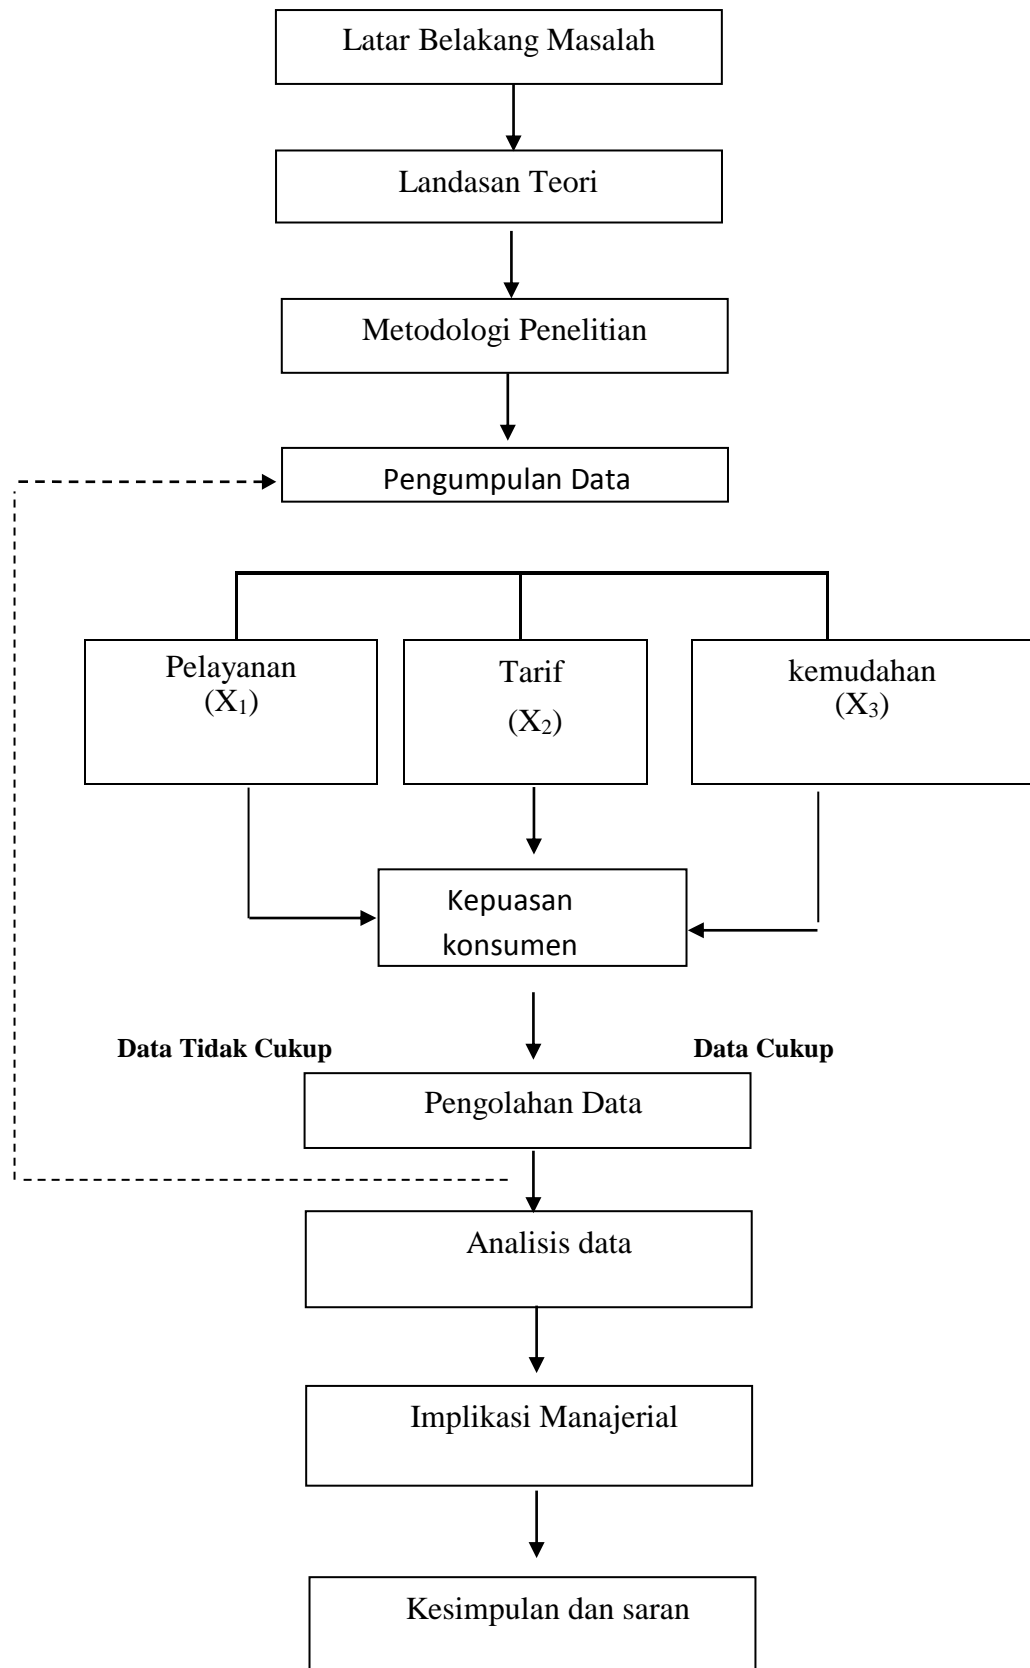 Latar Belakang Masalah
Landasan Teori
Metodologi Penelitian
Pengumpulan Data
Pelayanan
(X₁)
Tarif
(X₂)
kemudahan
(X₃)
Kepuasan
konsumen
Data Tidak Cukup
Data Cukup
Pengolahan Data
Analisis data
Implikasi Manajerial
Kesimpulan dan saran